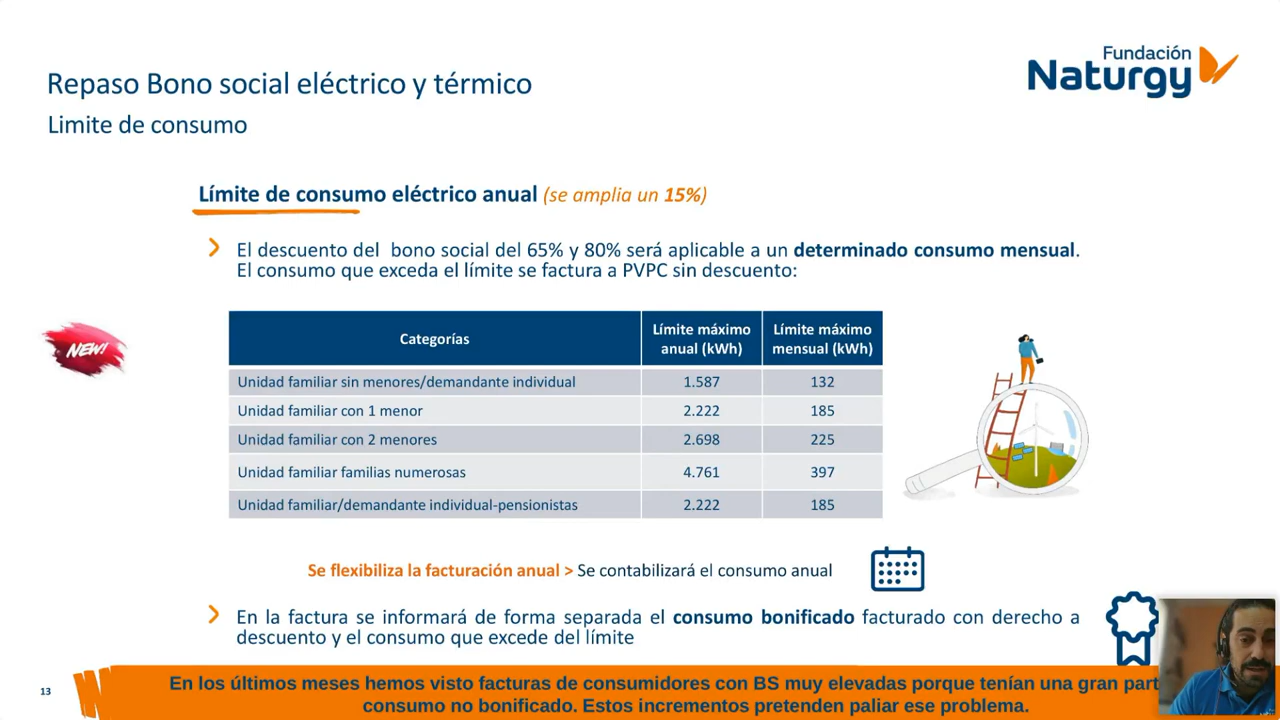 Fundación
Naturgy
Repaso Bono social eléctrico y térmico
Limite de consumo
Límite de consumo eléctrico anual (se amplia un 15%)
El descuento del bono social del 65% y 80% será aplicable a un determinado consumo mensual.
El consumo que exceda el límite se factura a PVPC sin descuento:
NEW!
Categorías
Límite máximo anual (kWh)
Límite máximo mensual (kWh)
Unidad familiar sin menores/demandante individual 1.587 132
Unidad familiar con 1 menor 2.222 185
Unidad familiar con 2 menores 2.698 225
Unidad familiar familias numerosas 4.761 397
Unidad familiar/demandante individual-pensionistas 2.222 185
Se flexibiliza la facturación anual > Se contabilizará el consumo anual
En la factura se informará de forma separada el consumo bonificado facturado con derecho a
descuento y el consumo que excede del límite
13
En los últimos meses hemos visto facturas de consumidores con BS muy elevadas porque tenían una gran part
consumo no bonificado. Estos incrementos pretenden paliar ese problema.